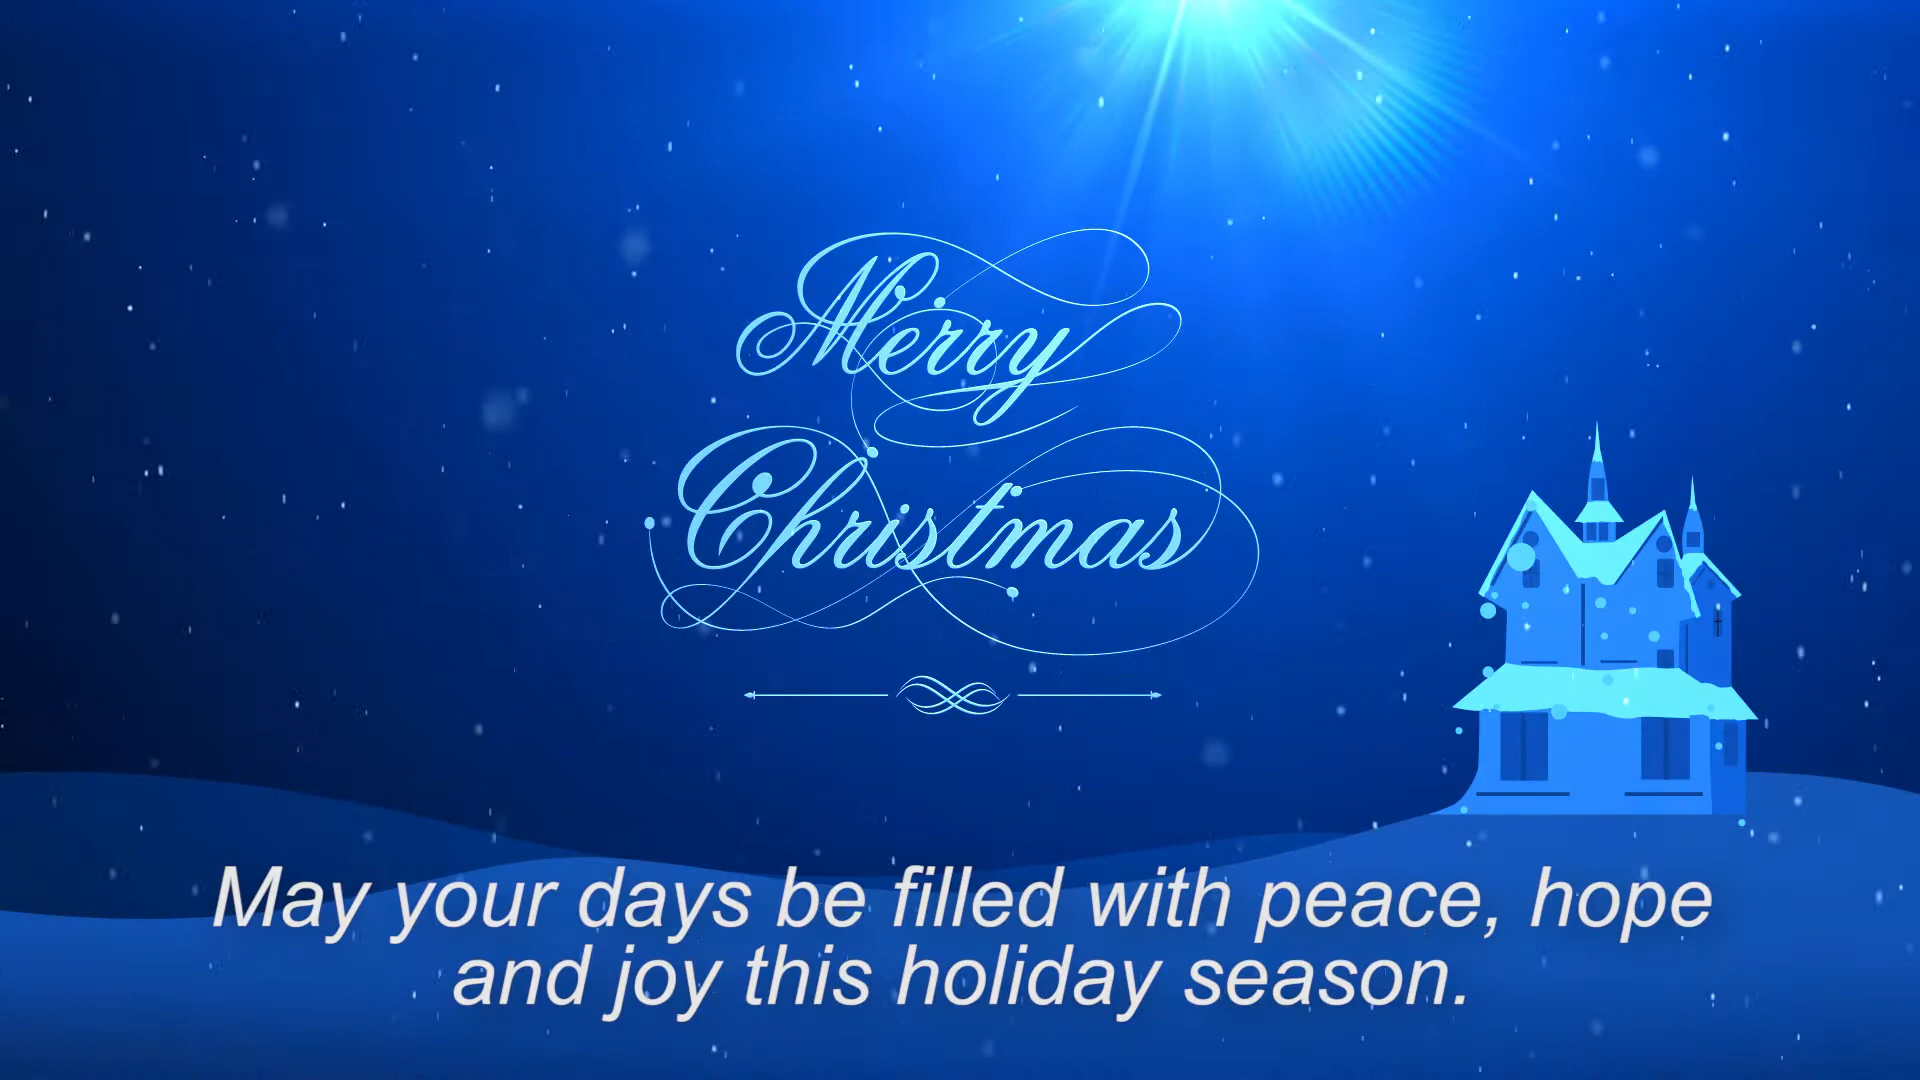 Merry
Christmas
May your days be filled with peace, hope
and joy this holiday season.